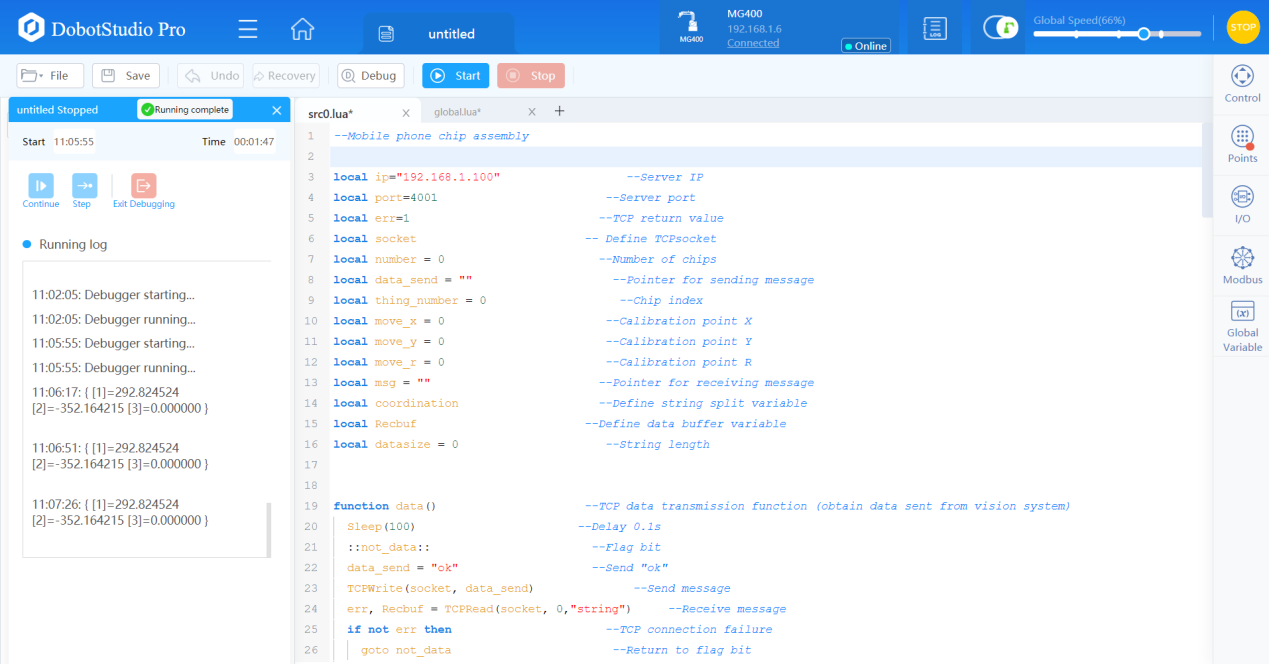 DobotStudio Pro
untitled
MG400
MG400
192.168.1.6
Connected
Online
LOG
Global Speed(66%)
STOP
File
Save
Undo
Recovery
Debug
Start
Stop
untitled Stopped
Running complete
Start 11:05:55 Time 00:01:47
Continue
Step
Exit Debugging
Running log
11:02:05: Debugger starting...
11:02:05: Debugger running...
11:05:55: Debugger starting...
11:05:55: Debugger running...
11:06:17: { [1]=292.824524
[2]=-352.164215 [3]=0.000000 }
11:06:51: { [1]=292.824524
[2]=-352.164215 [3]=0.000000 }
11:07:26: { [1]=292.824524
[2]=-352.164215 [3]=0.000000 }
src0.lua*
global.lua*
1 --Mobile phone chip assembly
2
3 local ip="192.168.1.100" --Server IP
4 local port=4001 --Server port
5 local err=1 --TCP return value
6 local socket -- Define TCPsocket
7 local number = 0 --Number of chips
8 local data_send = "" --Pointer for sending message
9 local thing_number = 0 --Chip index
10 local move_x = 0 --Calibration point X
11 local move_y = 0 --Calibration point Y
12 local move_r = 0 --Calibration point R
13 local msg = "" --Pointer for receiving message
14 local coordination --Define string split variable
15 local Recbuf --Define data buffer variable
16 local datasize = 0 --String length
17
18
19 function data() --TCP data transmission function (obtain data sent from vision system)
20 Sleep(100) --Delay 0.1s
21 ::not_data:: --Flag bit
22 data_send = "ok" --Send "ok"
23 TCPWrite(socket, data_send) --Send message
24 err, Recbuf = TCPRead(socket, 0,"string") --Receive message
25 if not err then --TCP connection failure
26 goto not_data --Return to flag bit
Control
Points
I/O
Modbus
(x)
Global
Variable